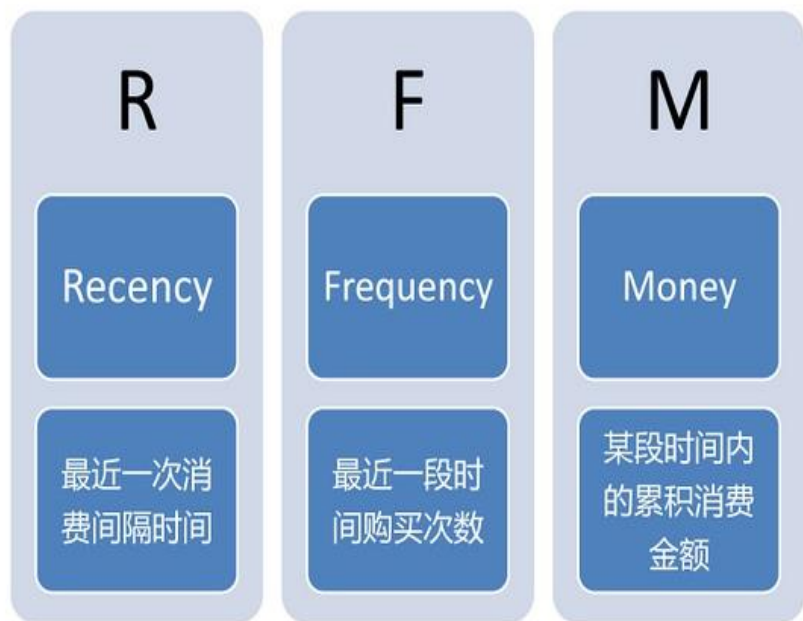 R
Recency
最近一次消
费间隔时间
F
Frequency
最近一段时
间购买次数
M
Money
某段时间内
的累积消费
金额